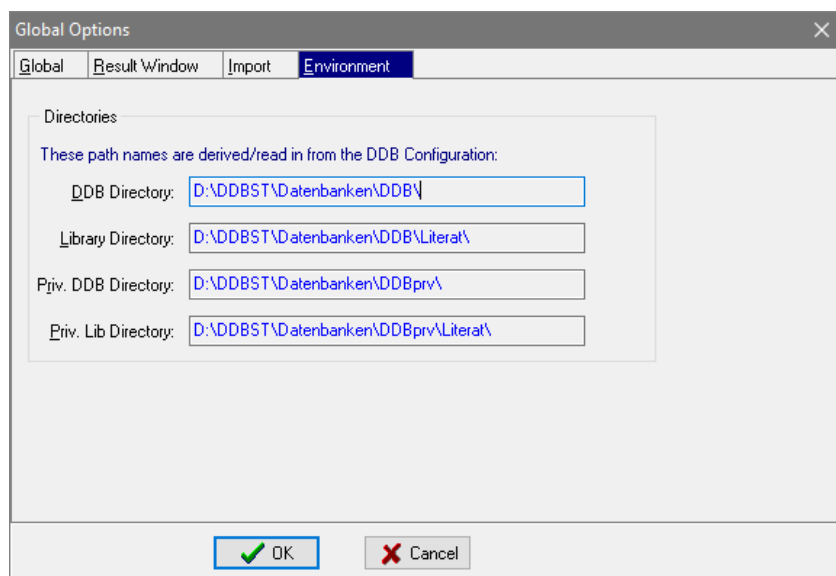 Global Options
Global Result Window Import Environment
Directories
These path names are derived/read in from the DDB Configuration:
DDB Directory: D:\DDBST\Datenbanken\DDB\
Library Directory: D:\DDBST\Datenbanken\DDB\Literat\
Priv. DDB Directory: D:\DDBST\Datenbanken\DDBprv\
Priv. Lib Directory: D:\DDBST\Datenbanken\DDBprv\Literat\
OK Cancel